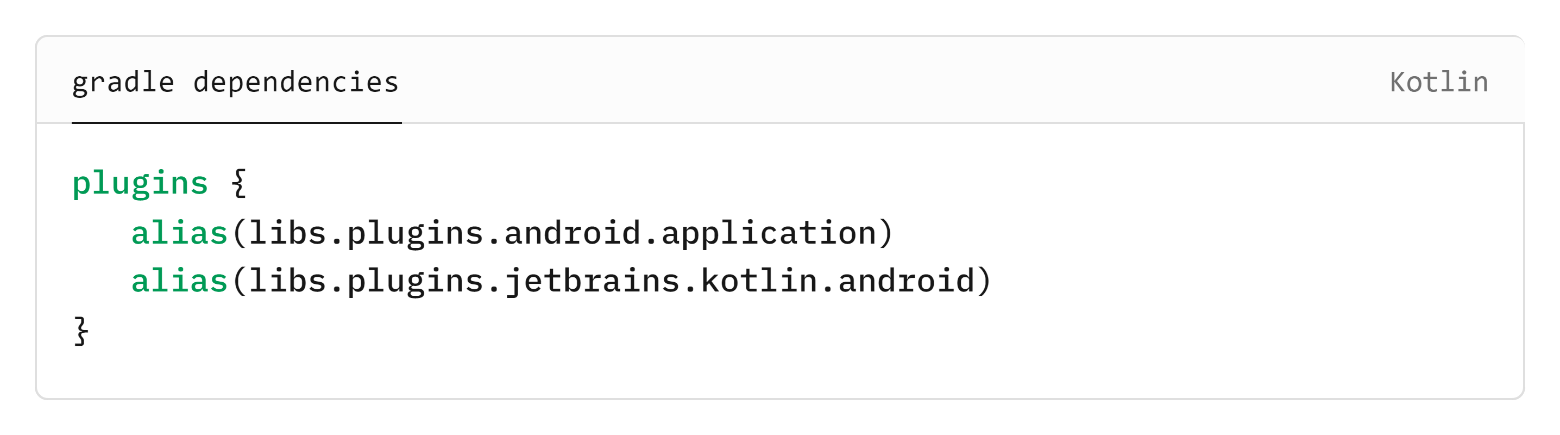 gradle dependencies
Kotlin
plugins {
   alias(libs.plugins.android.application)
   alias(libs.plugins.jetbrains.kotlin.android)
}